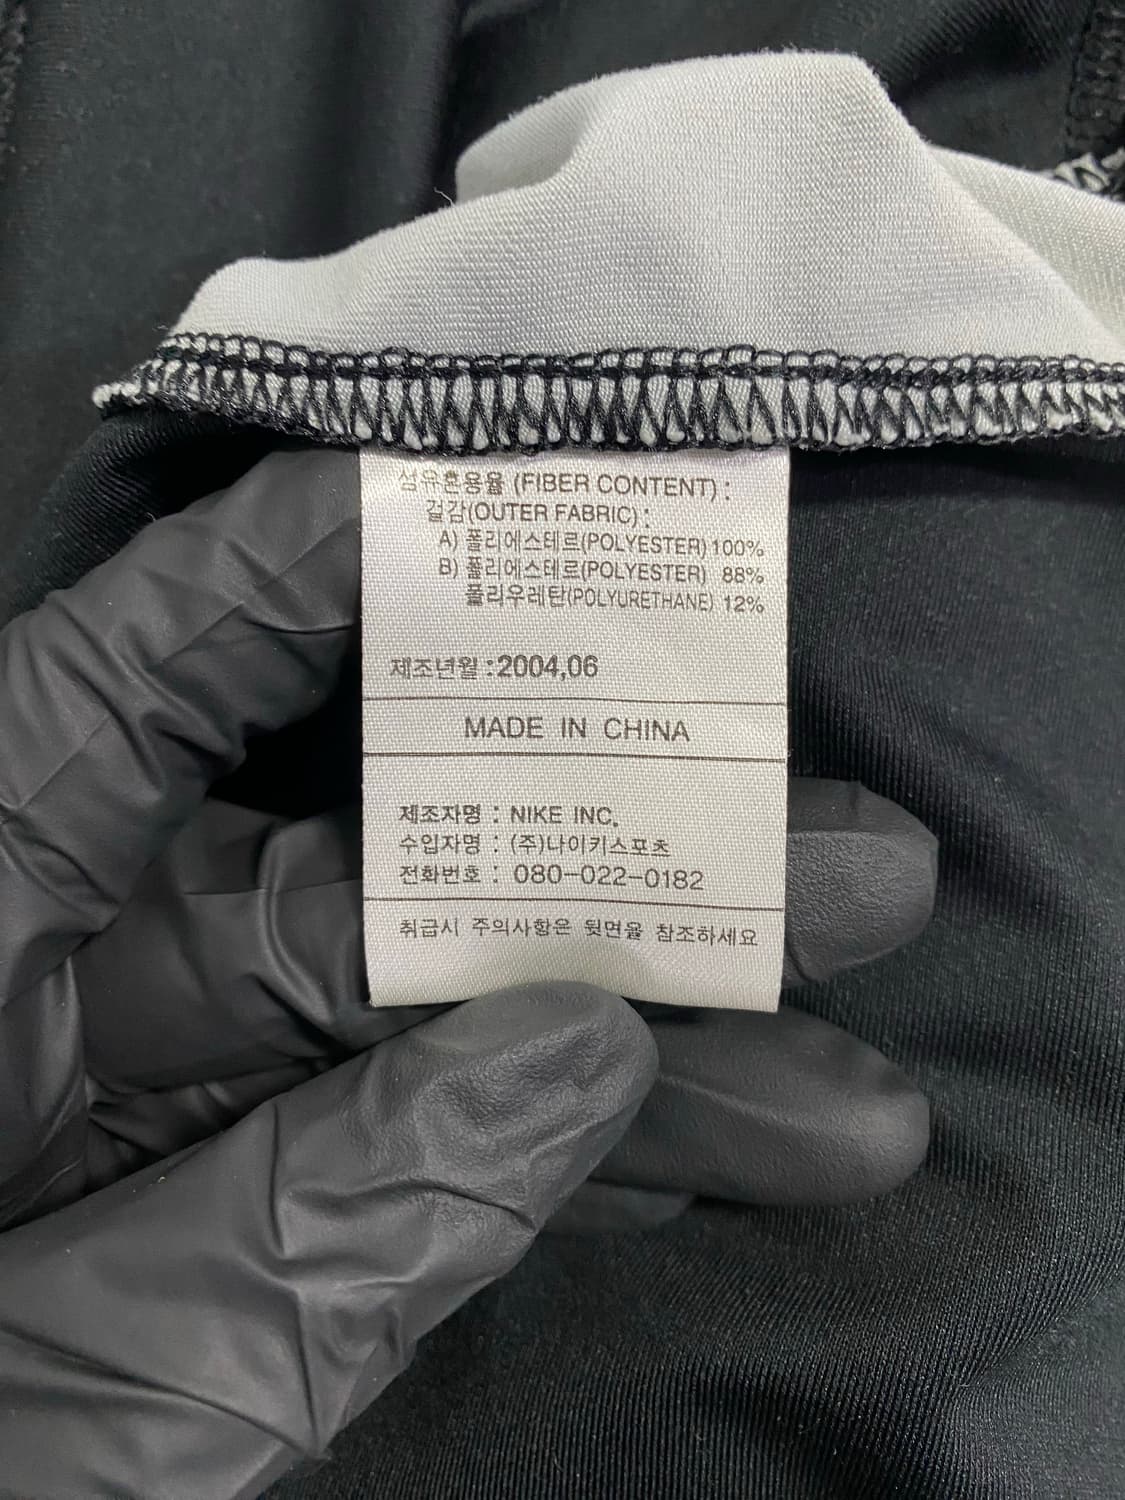 섬유혼용율 (FIBER CONTENT) :
겉감(OUTER FABRIC) :
A) 폴리에스테르(POLYESTER) 100%
B) 폴리에스테르(POLYESTER) 88%
폴리우레탄(POLYURETHANE) 12%
제조년월 : 2004,06
MADE IN CHINA
제조자명 : NIKE INC.
수입자명 : (주)나이키스포츠
전화번호 : 080-022-0182
취급시 주의사항은 뒷면을 참조하세요